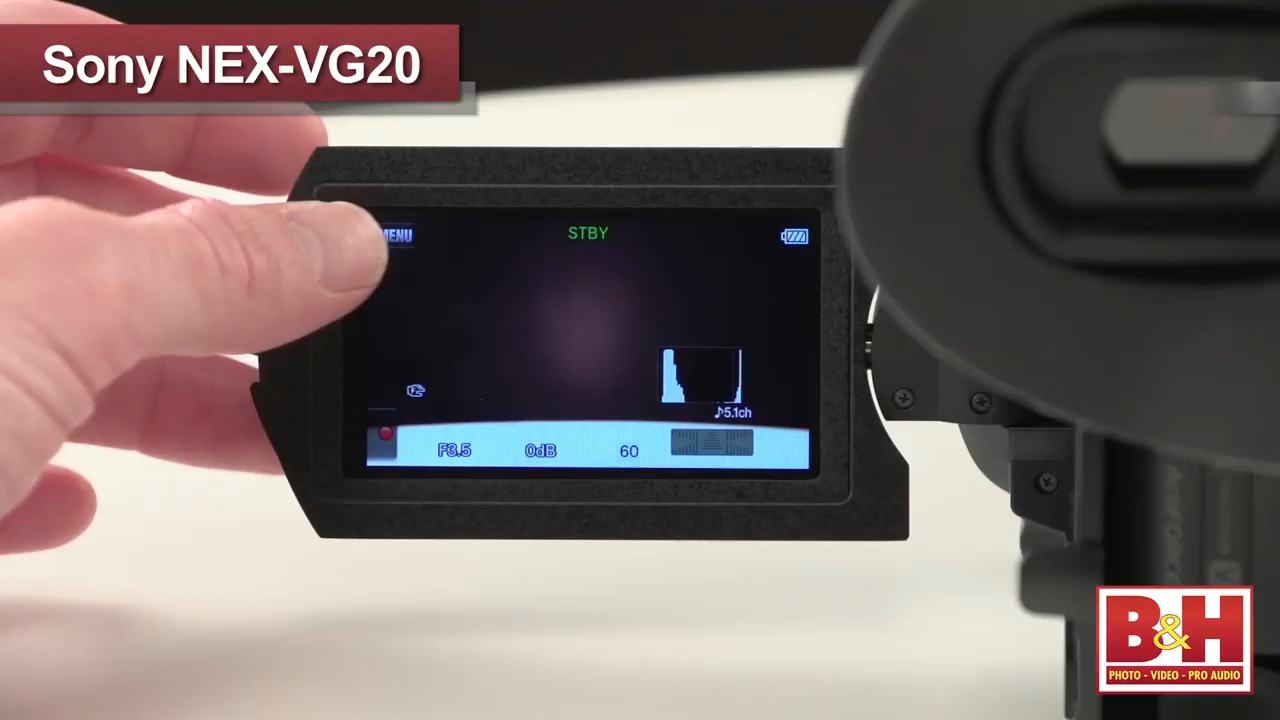 Sony NEX-VG20
MENU
STBY
♪5.1ch
F3.5
0dB
60
B&H
PHOTO - VIDEO - PRO AUDIO